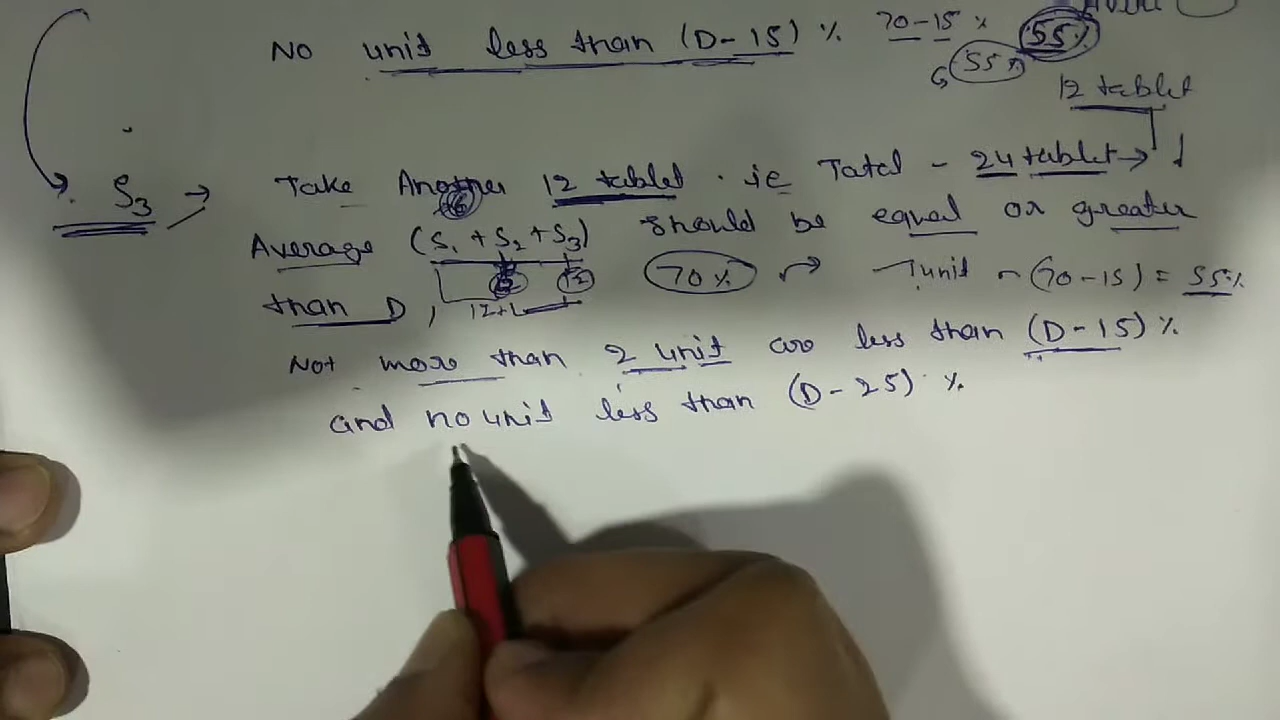 No unit less than (D-15) % 70-15 %
55%
55%
12 tablet
S3 → Take Another 12 tablet . ie Total - 24 tablet →
6
Average (S1 + S2 + S3) should be equal or greater
than D, 70% → 1 unit ~ (70-15) = 55%
12
Not more than 2 unit are less than (D-15) %
and no unit less than (D-25) %